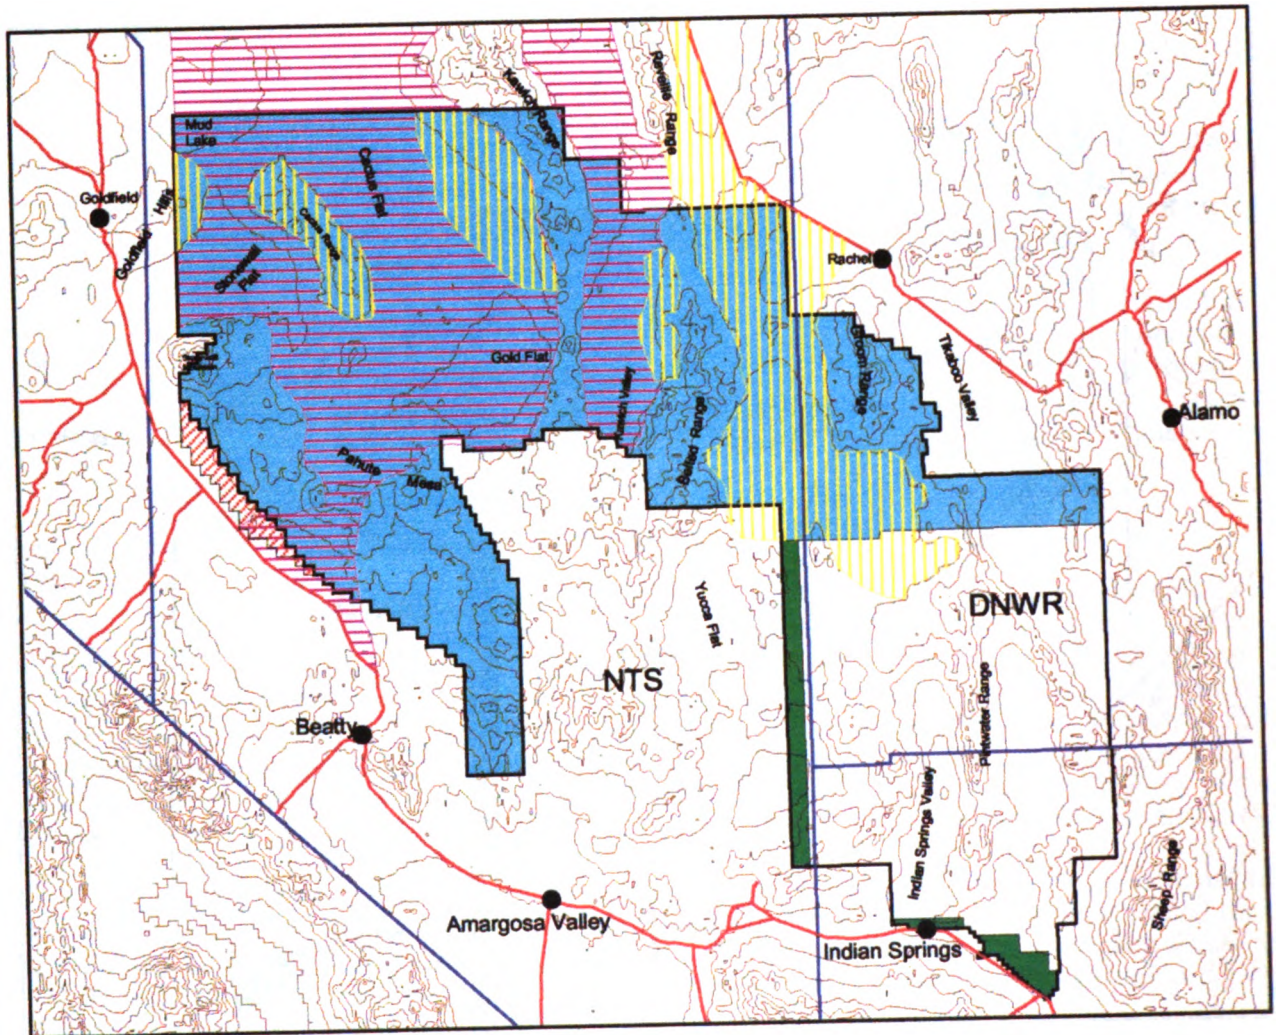 Kawich Range
Reveille Range
Mud
Lake
Cactus Flat
Goldfield
Goldfield Hills
Cactus Range
Stonewall
Flat
Rachel
Gold Flat
Groom Range
Tikaboo Valley
Kawich Valley
Belted Range
Alamo
Pahute
Mesa
Yucca Flat
DNWR
NTS
Pintwater Range
Beatty
Indian Springs Valley
Sheep Range
Amargosa Valley
Indian Springs